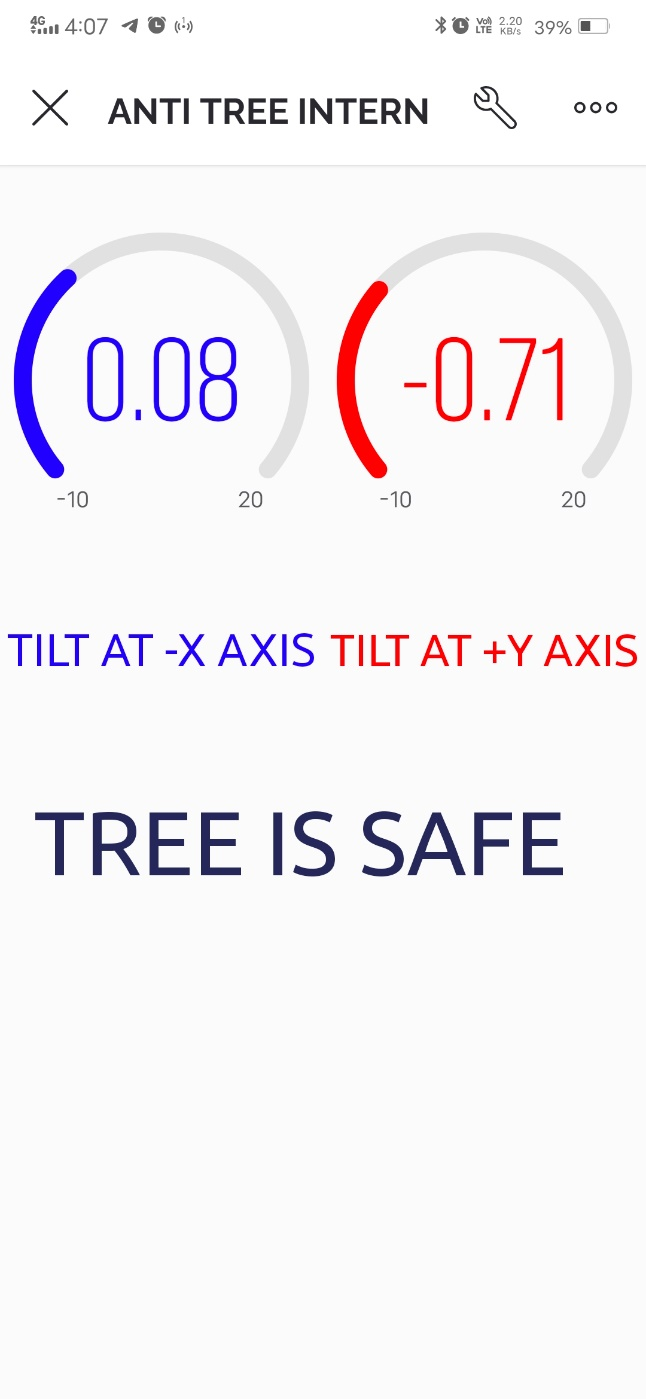 4G 4:07 Vo) LTE 2.20 KB/s 39%
ANTI TREE INTERN
0.08 -0.71
-10 20 -10 20
TILT AT -X AXIS TILT AT +Y AXIS
TREE IS SAFE